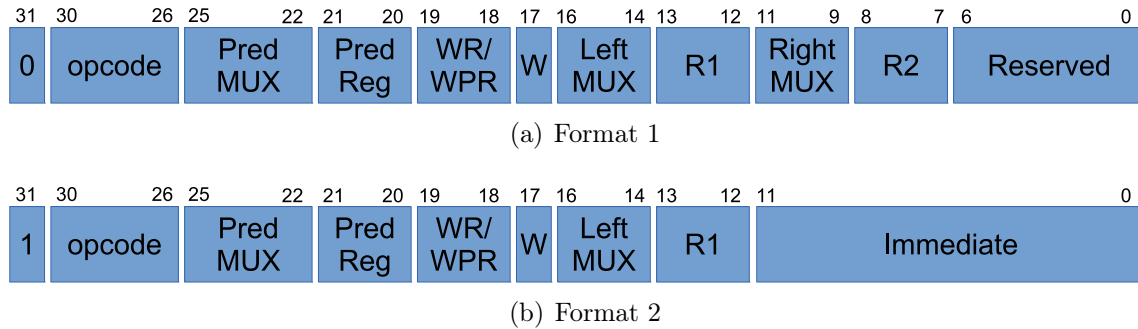 31 30 26 25 22 21 20 19 18 17 16 14 13 12 11 9 8 7 6 0
0 opcode Pred MUX Pred Reg WR/ WPR W Left MUX R1 Right MUX R2 Reserved
(a) Format 1
31 30 26 25 22 21 20 19 18 17 16 14 13 12 11 0
1 opcode Pred MUX Pred Reg WR/ WPR W Left MUX R1 Immediate
(b) Format 2